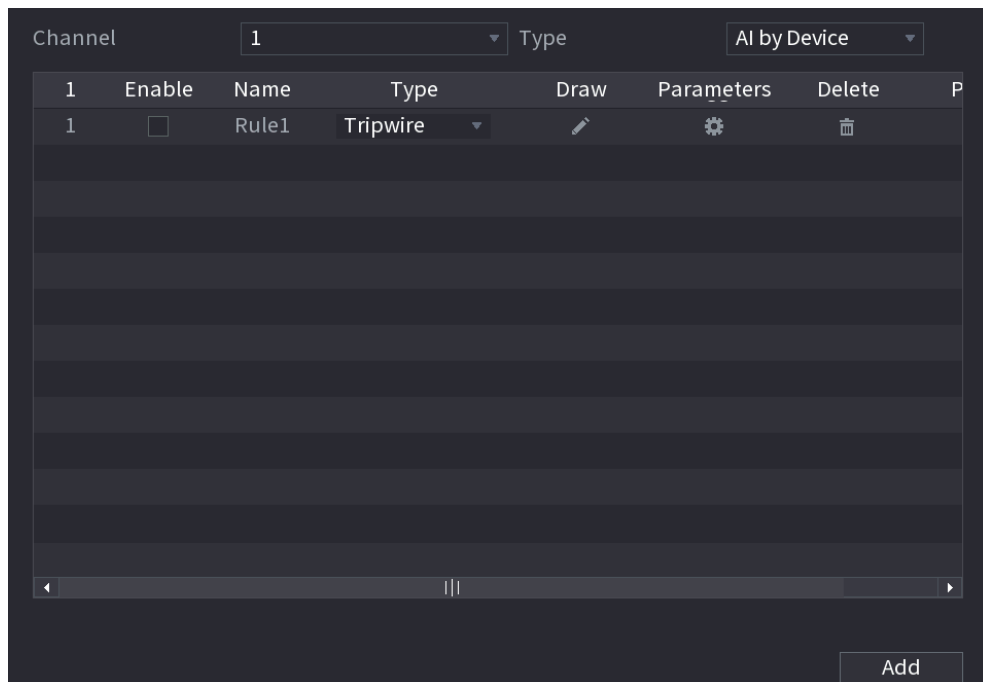 Channel 1 Type AI by Device
1 Enable Name Type Draw Parameters Delete P
1 Rule1 Tripwire
Add